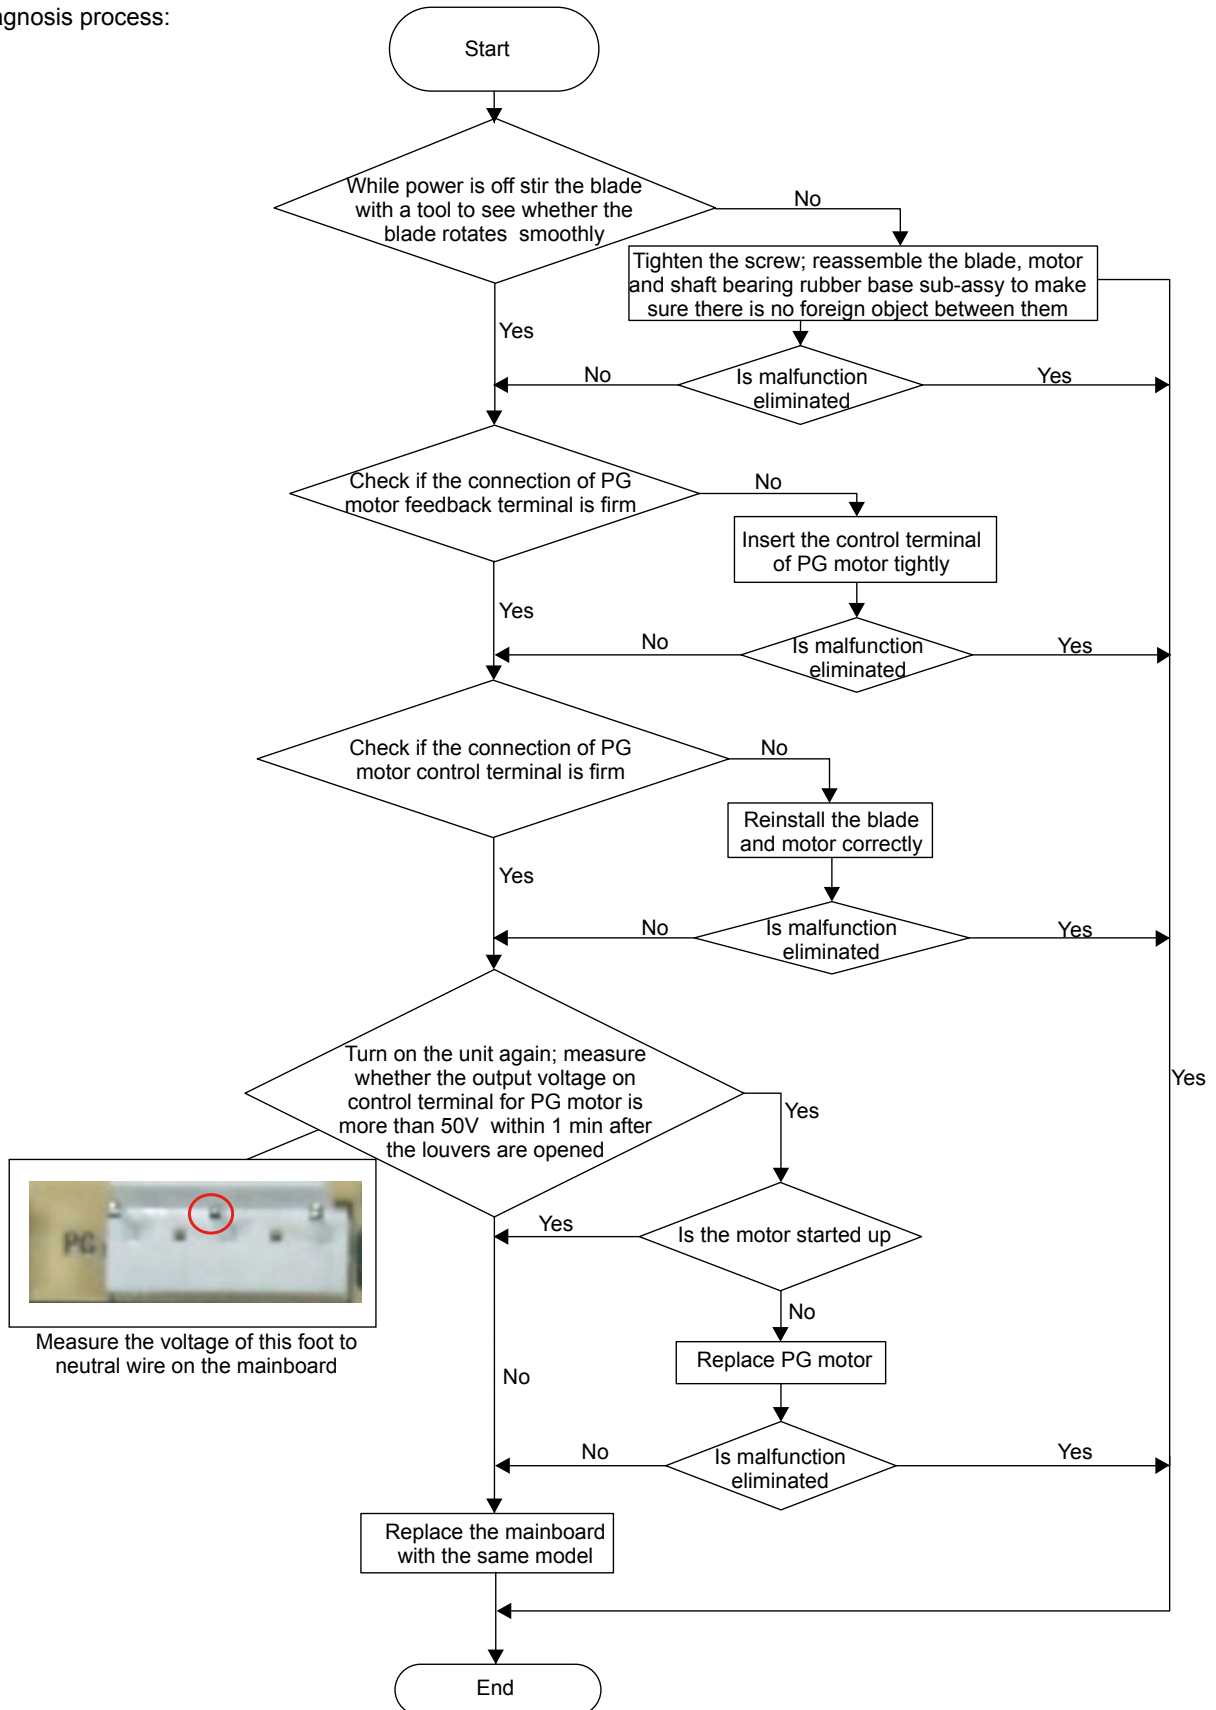 agnosis process:
Start
While power is off stir the blade
with a tool to see whether the
blade rotates smoothly
No
Tighten the screw; reassemble the blade, motor
and shaft bearing rubber base sub-assy to make
sure there is no foreign object between them
Yes
No
Is malfunction
eliminated
Yes
Check if the connection of PG
motor feedback terminal is firm
No
Insert the control terminal
of PG motor tightly
Yes
No
Is malfunction
eliminated
Yes
Check if the connection of PG
motor control terminal is firm
No
Reinstall the blade
and motor correctly
Yes
No
Is malfunction
eliminated
Yes
Turn on the unit again; measure
whether the output voltage on
control terminal for PG motor is
more than 50V within 1 min after
the louvers are opened
Yes
Yes
PG
Yes
Is the motor started up
No
Measure the voltage of this foot to
neutral wire on the mainboard
No
Replace PG motor
No
Is malfunction
eliminated
Yes
Replace the mainboard
with the same model
End